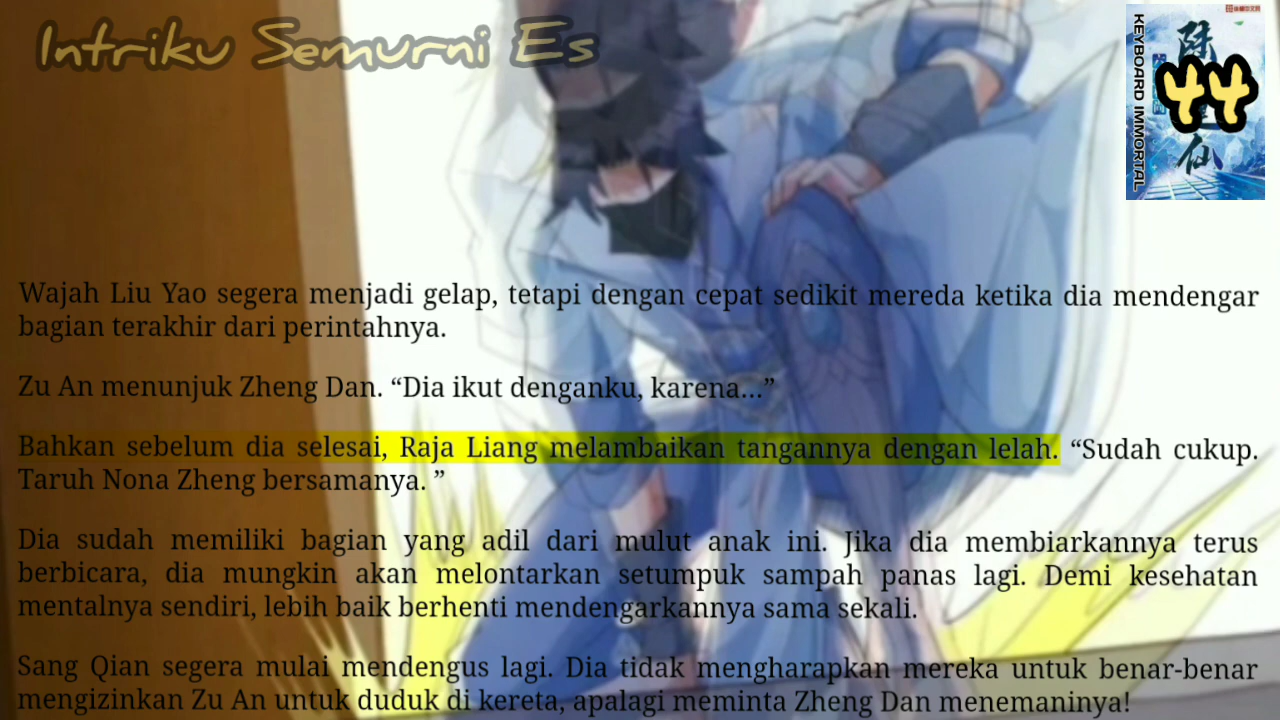 Intriku Semurni Es
KEYBOARD IMMORTAL
44
仙
Wajah Liu Yao segera menjadi gelap, tetapi dengan cepat sedikit mereda ketika dia mendengar
bagian terakhir dari perintahnya.
Zu An menunjuk Zheng Dan. “Dia ikut denganku, karena...”
Bahkan sebelum dia selesai, Raja Liang melambaikan tangannya dengan lelah. “Sudah cukup.
Taruh Nona Zheng bersamanya. ”
Dia sudah memiliki bagian yang adil dari mulut anak ini. Jika dia membiarkannya terus
berbicara, dia mungkin akan melontarkan setumpuk sampah panas lagi. Demi kesehatan
mentalnya sendiri, lebih baik berhenti mendengarkannya sama sekali.
Sang Qian segera mulai mendengus lagi. Dia tidak mengharapkan mereka untuk benar-benar
mengizinkan Zu An untuk duduk di kereta, apalagi meminta Zheng Dan menemaninya!